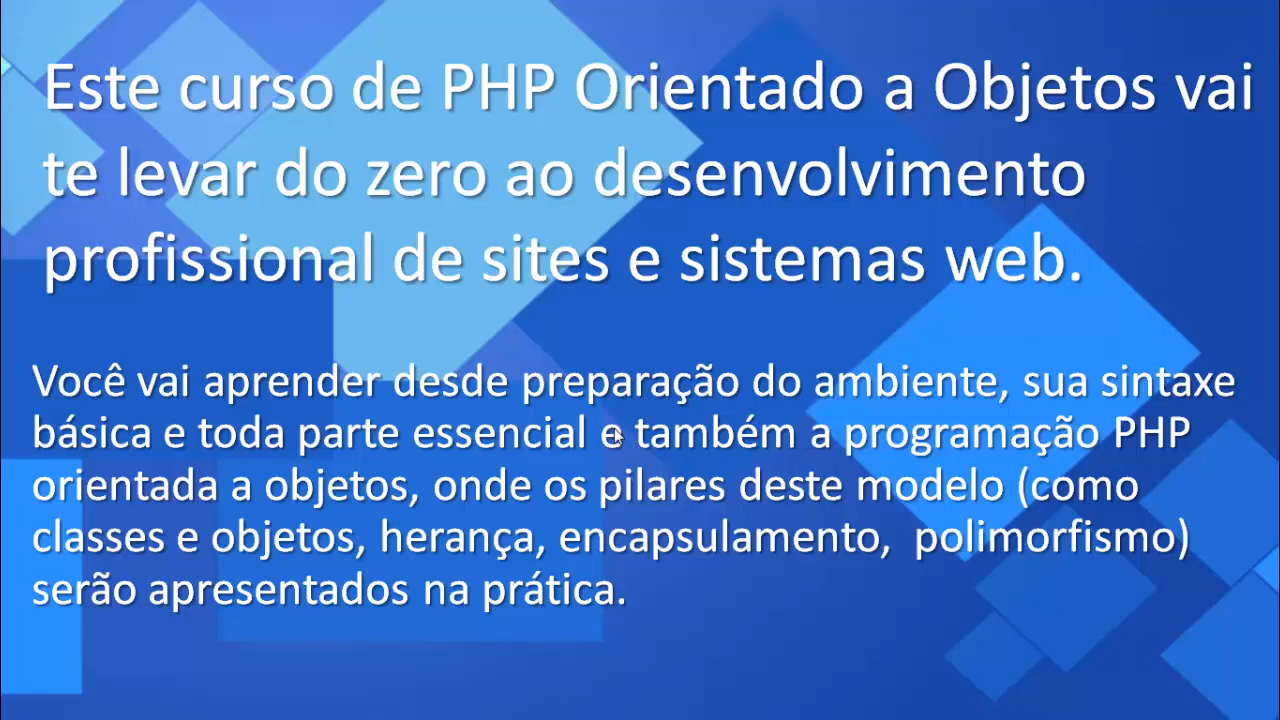 Este curso de PHP Orientado a Objetos vai
te levar do zero ao desenvolvimento
profissional de sites e sistemas web.
Você vai aprender desde preparação do ambiente, sua sintaxe
básica e toda parte essencial e também a programação PHP
orientada a objetos, onde os pilares deste modelo (como
classes e objetos, herança, encapsulamento,  polimorfismo)
serão apresentados na prática.